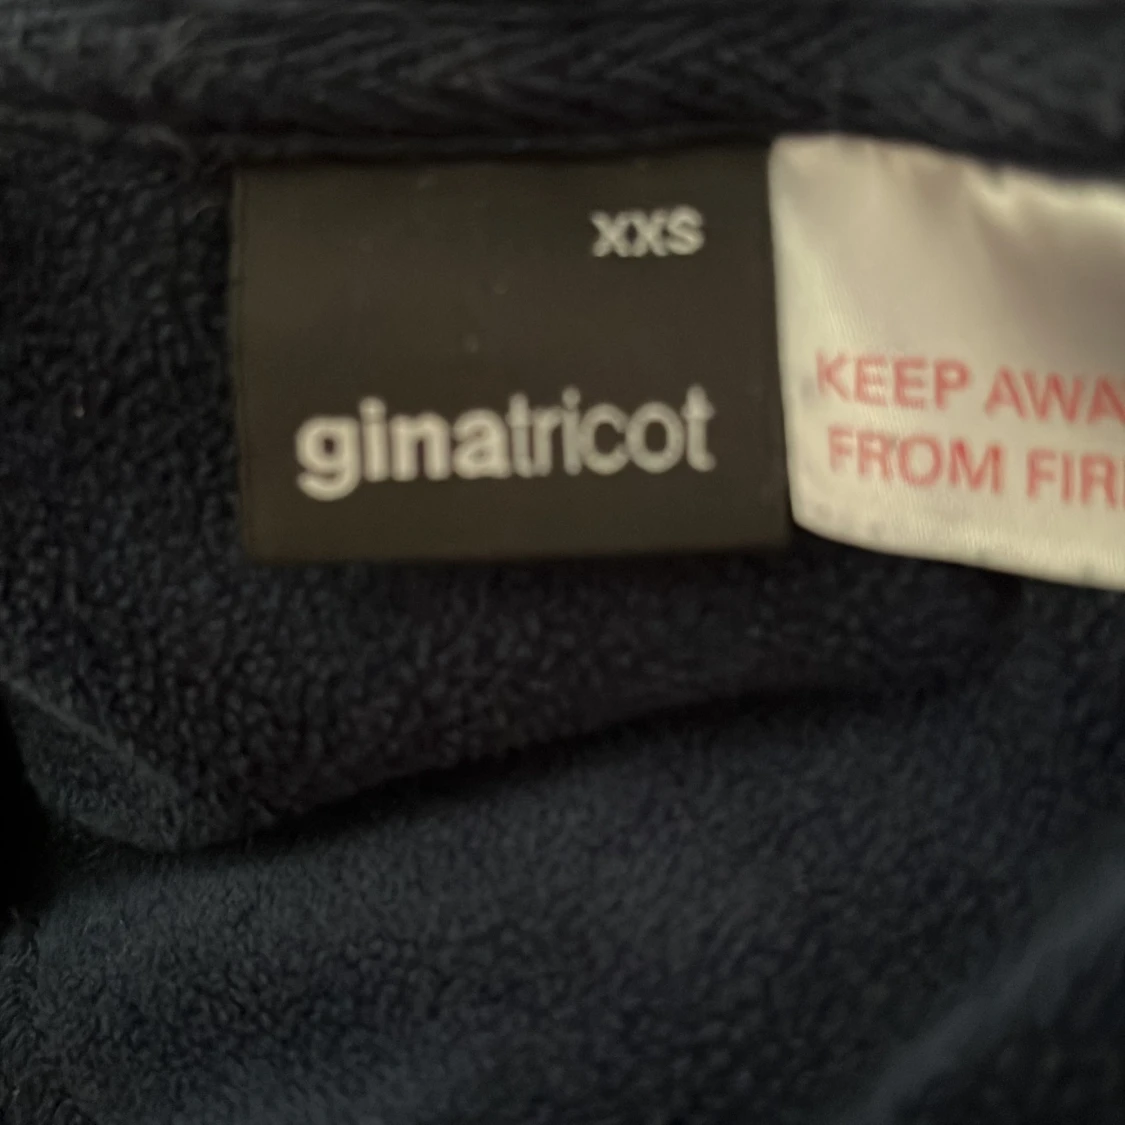 XXS
ginatricot
KEEP AWA
FROM FIR